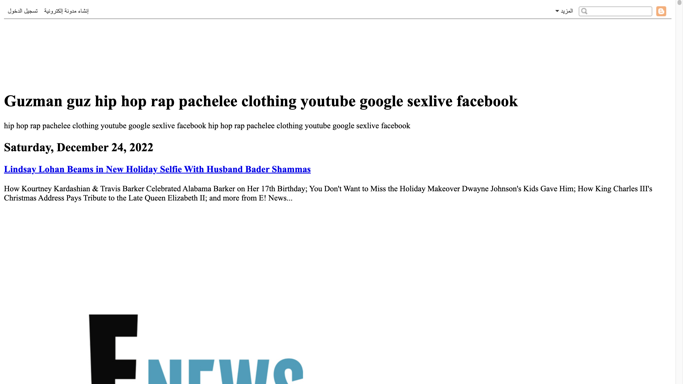 إنشاء مدونة إلكترونية تسجيل الدخول
المزيد
Guzman guz hip hop rap pachelee clothing youtube google sexlive facebook
hip hop rap pachelee clothing youtube google sexlive facebook hip hop rap pachelee clothing youtube google sexlive facebook
Saturday, December 24, 2022
Lindsay Lohan Beams in New Holiday Selfie With Husband Bader Shammas
How Kourtney Kardashian & Travis Barker Celebrated Alabama Barker on Her 17th Birthday; You Don't Want to Miss the Holiday Makeover Dwayne Johnson's Kids Gave Him; How King Charles III's
Christmas Address Pays Tribute to the Late Queen Elizabeth II; and more from E! News...
E NEWS